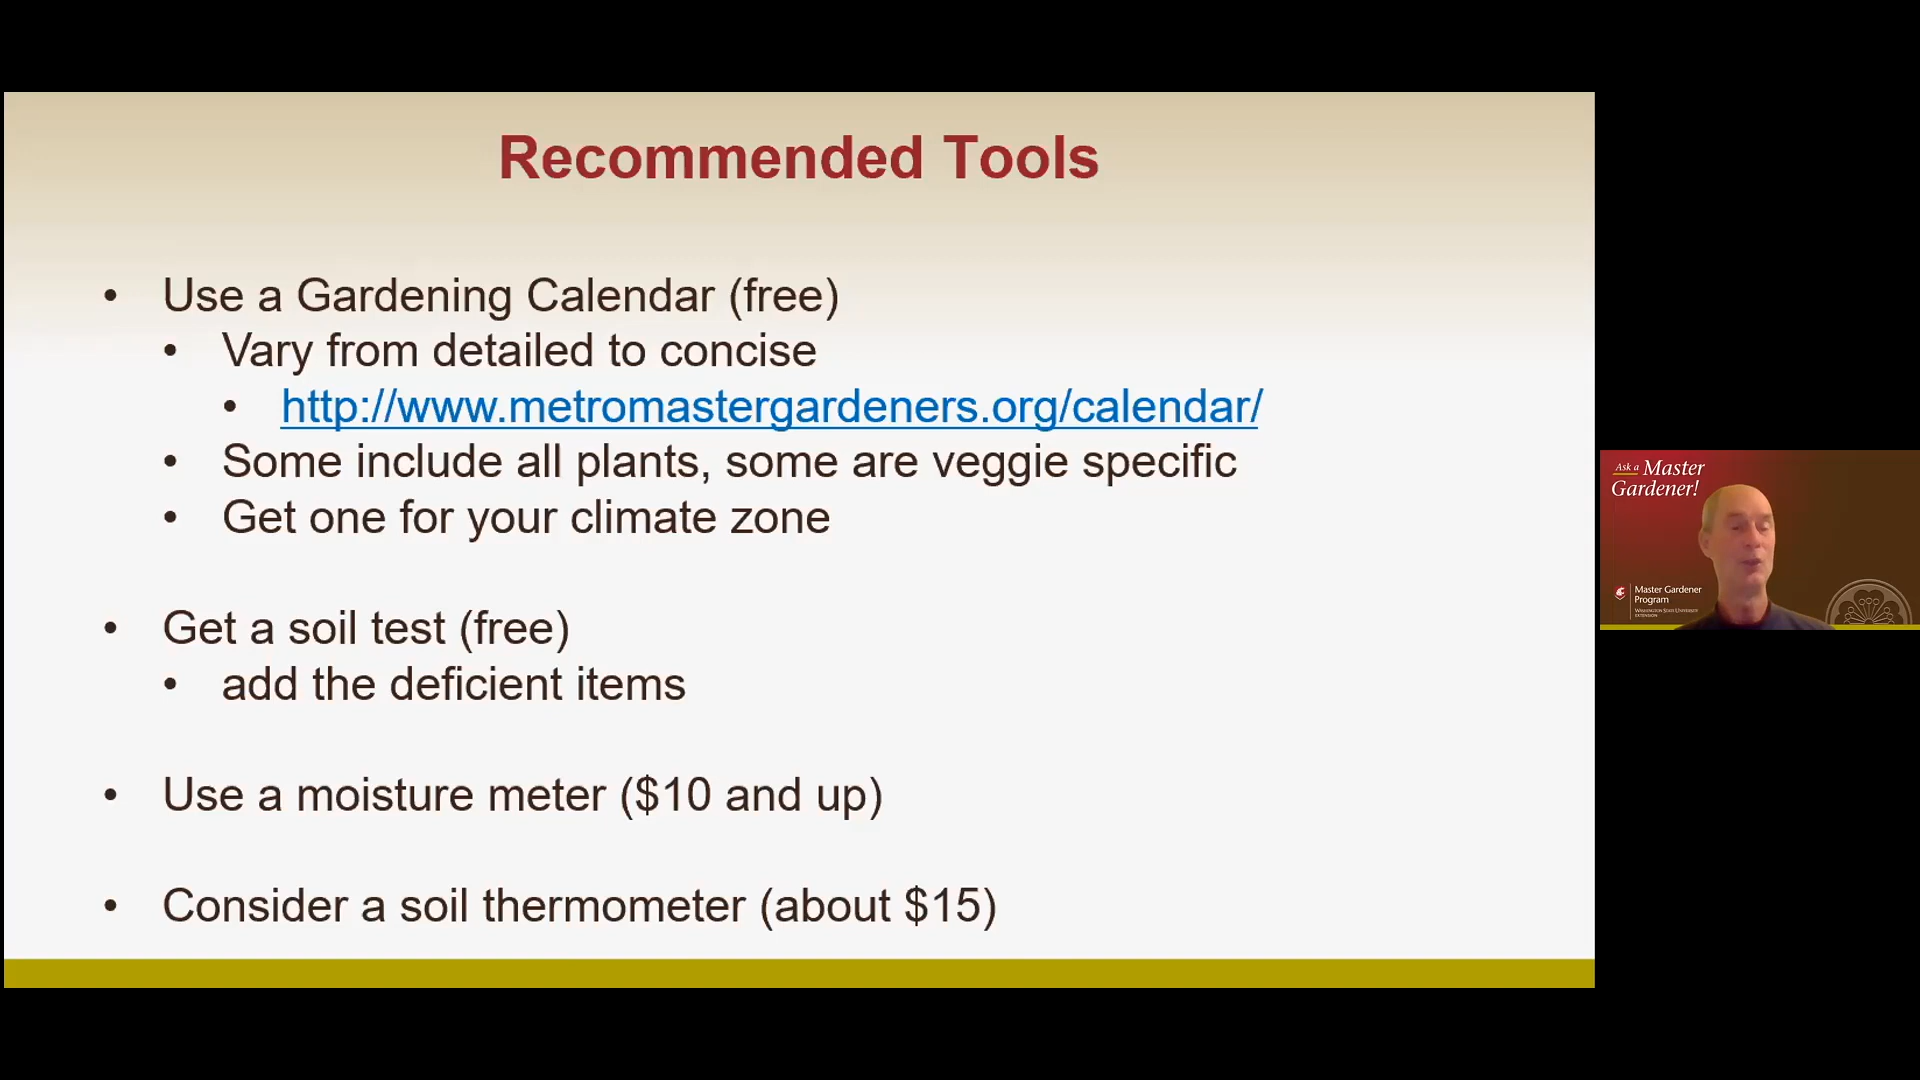 Recommended Tools
• Use a Gardening Calendar (free)
• Vary from detailed to concise
• http://www.metromastergardeners.org/calendar/
• Some include all plants, some are veggie specific
• Get one for your climate zone
• Get a soil test (free)
• add the deficient items
• Use a moisture meter ($10 and up)
• Consider a soil thermometer (about $15)
Ask a Master
Gardener!
Master Gardener
Program
WASHINGTON STATE UNIVERSITY
EXTENSION